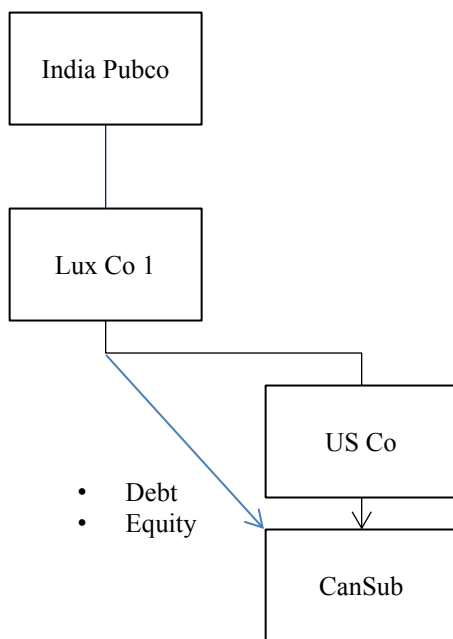 India Pubco
Lux Co 1
US Co
• Debt
• Equity
CanSub